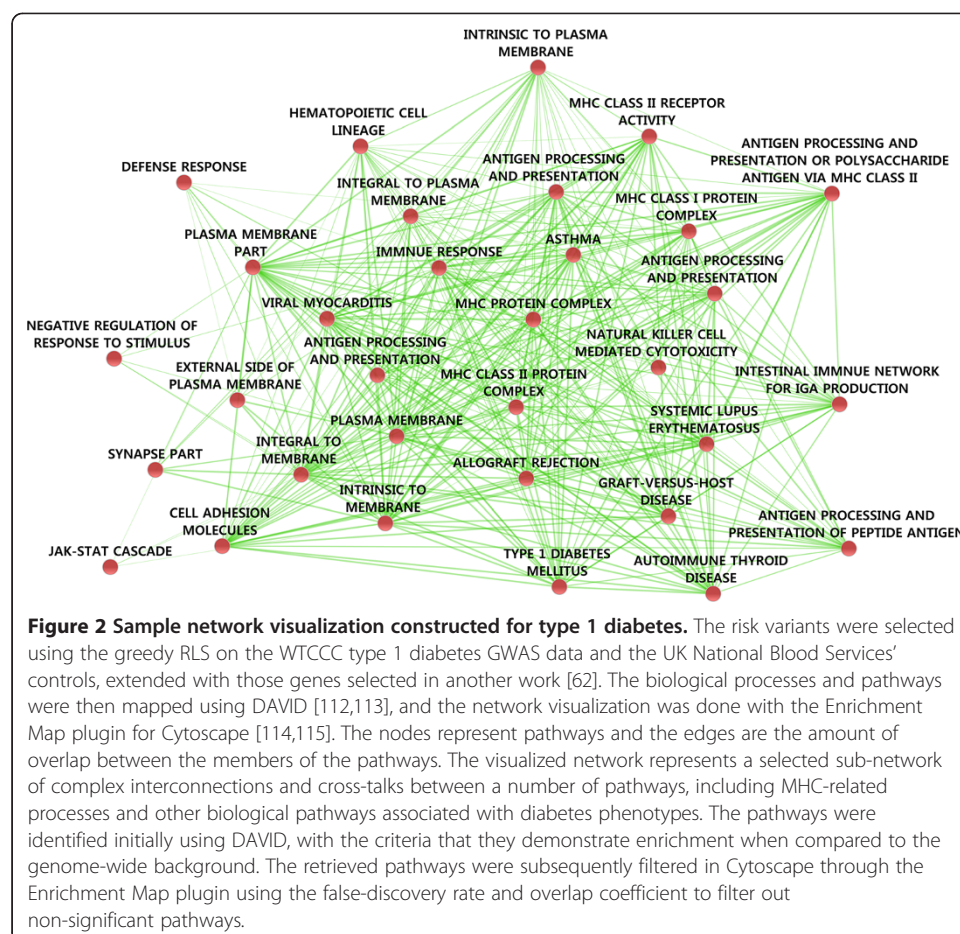 INTRINSIC TO PLASMA
MEMBRANE
MHC CLASS II RECEPTOR
ACTIVITY
HEMATOPOIETIC CELL
LINEAGE
ANTIGEN PROCESSING AND
PRESENTATION OR POLYSACCHARIDE
ANTIGEN VIA MHC CLASS II
DEFENSE RESPONSE
ANTIGEN PROCESSING
AND PRESENTATION
INTEGRAL TO PLASMA
MEMBRANE
MHC CLASS I PROTEIN
COMPLEX
PLASMA MEMBRANE
PART
IMMNUE RESPONSE
ASTHMA
ANTIGEN PROCESSING
AND PRESENTATION
VIRAL MYOCARDITIS
MHC PROTEIN COMPLEX
NEGATIVE REGULATION OF
RESPONSE TO STIMULUS
ANTIGEN PROCESSING
AND PRESENTATION
NATURAL KILLER CELL
MEDIATED CYTOTOXICITY
EXTERNAL SIDE OF
PLASMA MEMBRANE
MHC CLASS II PROTEIN
COMPLEX
INTESTINAL IMMNUE NETWORK
FOR IGA PRODUCTION
PLASMA MEMBRANE
SYSTEMIC LUPUS
ERYTHEMATOSUS
SYNAPSE PART
INTEGRAL TO
MEMBRANE
ALLOGRAFT REJECTION
INTRINSIC TO
MEMBRANE
GRAFT-VERSUS-HOST
DISEASE
CELL ADHESION
MOLECULES
ANTIGEN PROCESSING AND
PRESENTATION OF PEPTIDE ANTIGEN
JAK-STAT CASCADE
TYPE 1 DIABETES
MELLITUS
AUTOIMMUNE THYROID
DISEASE
Figure 2 Sample network visualization constructed for type 1 diabetes. The risk variants were selected
using the greedy RLS on the WTCCC type 1 diabetes GWAS data and the UK National Blood Services'
controls, extended with those genes selected in another work [62]. The biological processes and pathways
were then mapped using DAVID [112,113], and the network visualization was done with the Enrichment
Map plugin for Cytoscape [114,115]. The nodes represent pathways and the edges are the amount of
overlap between the members of the pathways. The visualized network represents a selected sub-network
of complex interconnections and cross-talks between a number of pathways, including MHC-related
processes and other biological pathways associated with diabetes phenotypes. The pathways were
identified initially using DAVID, with the criteria that they demonstrate enrichment when compared to the
genome-wide background. The retrieved pathways were subsequently filtered in Cytoscape through the
Enrichment Map plugin using the false-discovery rate and overlap coefficient to filter out
non-significant pathways.